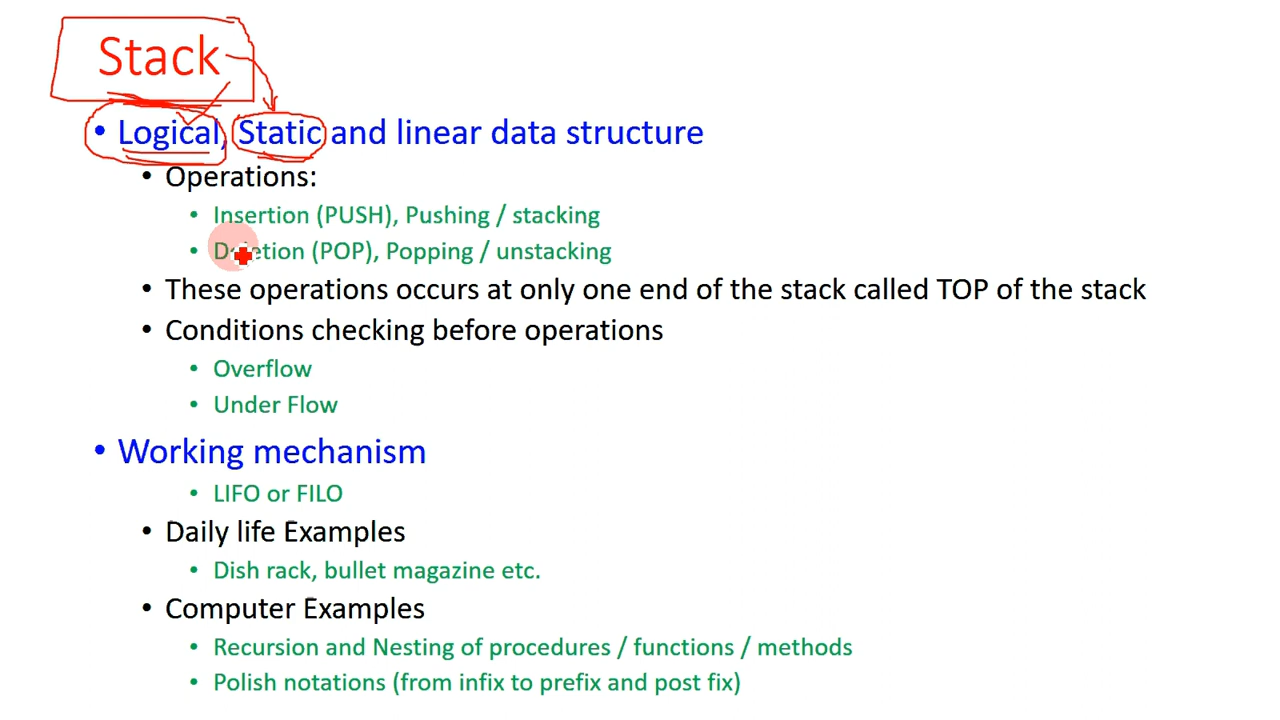 Stack
• Logical, Static and linear data structure
• Operations:
• Insertion (PUSH), Pushing / stacking
• Deletion (POP), Popping / unstacking
• These operations occurs at only one end of the stack called TOP of the stack
• Conditions checking before operations
• Overflow
• Under Flow
• Working mechanism
• LIFO or FILO
• Daily life Examples
• Dish rack, bullet magazine etc.
• Computer Examples
• Recursion and Nesting of procedures / functions / methods
• Polish notations (from infix to prefix and post fix)